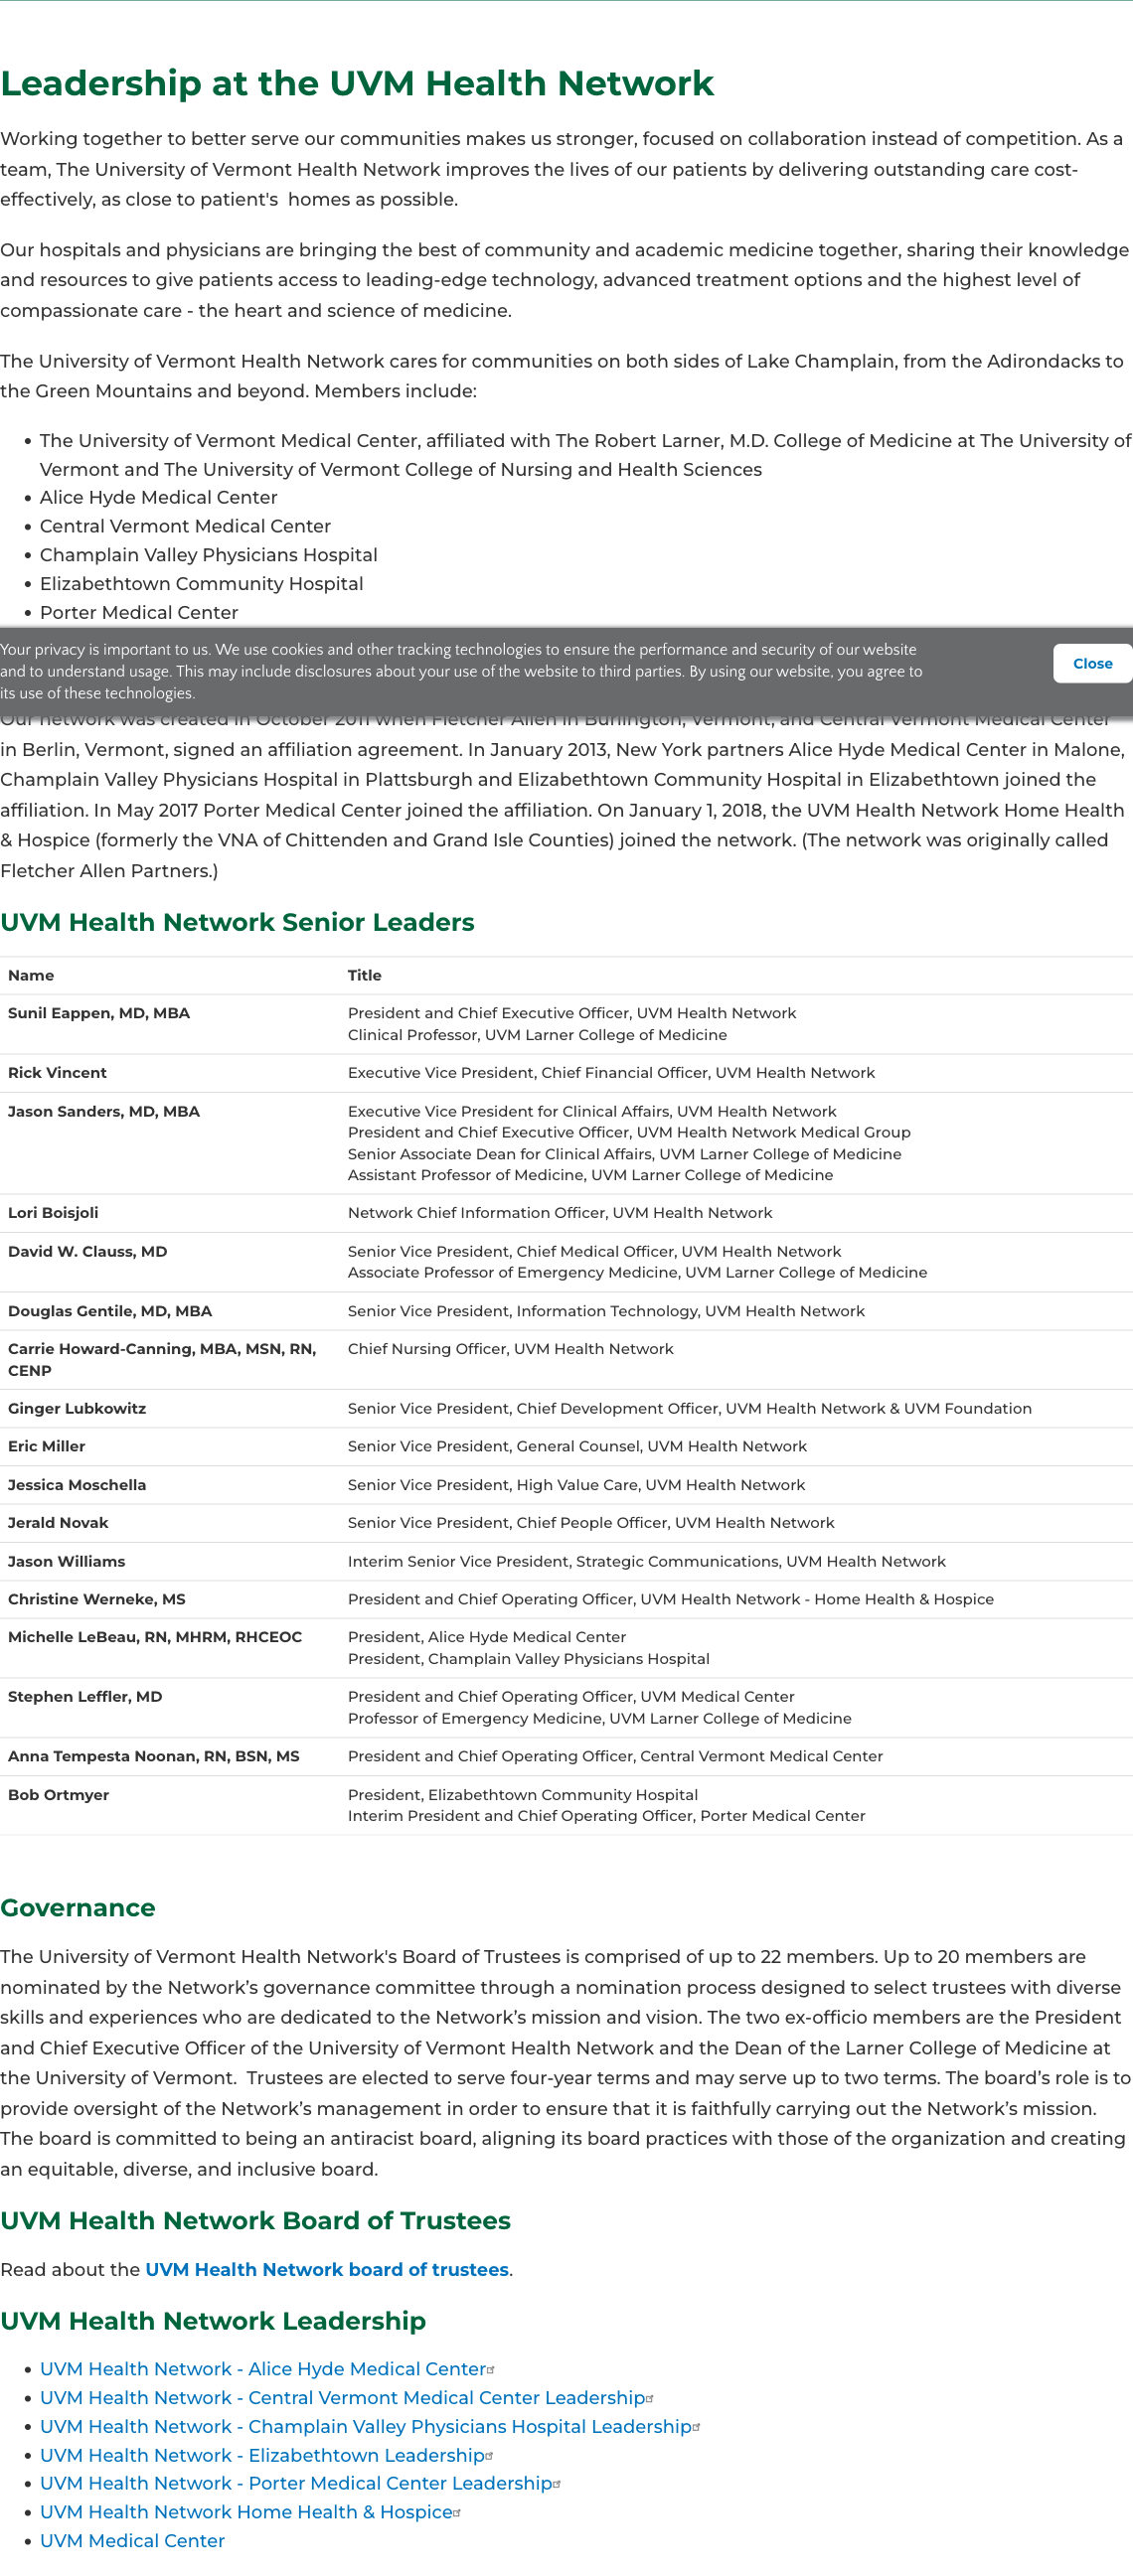 Leadership at the UVM Health Network
Working together to better serve our communities makes us stronger, focused on collaboration instead of competition. As a
team, The University of Vermont Health Network improves the lives of our patients by delivering outstanding care cost-
effectively, as close to patient's  homes as possible.
Our hospitals and physicians are bringing the best of community and academic medicine together, sharing their knowledge
and resources to give patients access to leading-edge technology, advanced treatment options and the highest level of
compassionate care - the heart and science of medicine.
The University of Vermont Health Network cares for communities on both sides of Lake Champlain, from the Adirondacks to
the Green Mountains and beyond. Members include:
• The University of Vermont Medical Center, affiliated with The Robert Larner, M.D. College of Medicine at The University of
Vermont and The University of Vermont College of Nursing and Health Sciences
• Alice Hyde Medical Center
• Central Vermont Medical Center
• Champlain Valley Physicians Hospital
• Elizabethtown Community Hospital
• Porter Medical Center
Your privacy is important to us. We use cookies and other tracking technologies to ensure the performance and security of our website
and to understand usage. This may include disclosures about your use of the website to third parties. By using our website, you agree to
its use of these technologies.
Close
Our network was created in October 2011 when Fletcher Allen in Burlington, Vermont, and Central Vermont Medical Center
in Berlin, Vermont, signed an affiliation agreement. In January 2013, New York partners Alice Hyde Medical Center in Malone,
Champlain Valley Physicians Hospital in Plattsburgh and Elizabethtown Community Hospital in Elizabethtown joined the
affiliation. In May 2017 Porter Medical Center joined the affiliation. On January 1, 2018, the UVM Health Network Home Health
& Hospice (formerly the VNA of Chittenden and Grand Isle Counties) joined the network. (The network was originally called
Fletcher Allen Partners.)
UVM Health Network Senior Leaders
Name Title
Sunil Eappen, MD, MBA President and Chief Executive Officer, UVM Health Network
Clinical Professor, UVM Larner College of Medicine
Rick Vincent Executive Vice President, Chief Financial Officer, UVM Health Network
Jason Sanders, MD, MBA Executive Vice President for Clinical Affairs, UVM Health Network
President and Chief Executive Officer, UVM Health Network Medical Group
Senior Associate Dean for Clinical Affairs, UVM Larner College of Medicine
Assistant Professor of Medicine, UVM Larner College of Medicine
Lori Boisjoli Network Chief Information Officer, UVM Health Network
David W. Clauss, MD Senior Vice President, Chief Medical Officer, UVM Health Network
Associate Professor of Emergency Medicine, UVM Larner College of Medicine
Douglas Gentile, MD, MBA Senior Vice President, Information Technology, UVM Health Network
Carrie Howard-Canning, MBA, MSN, RN, Chief Nursing Officer, UVM Health Network
CENP
Ginger Lubkowitz Senior Vice President, Chief Development Officer, UVM Health Network & UVM Foundation
Eric Miller Senior Vice President, General Counsel, UVM Health Network
Jessica Moschella Senior Vice President, High Value Care, UVM Health Network
Jerald Novak Senior Vice President, Chief People Officer, UVM Health Network
Jason Williams Interim Senior Vice President, Strategic Communications, UVM Health Network
Christine Werneke, MS President and Chief Operating Officer, UVM Health Network - Home Health & Hospice
Michelle LeBeau, RN, MHRM, RHCEOC President, Alice Hyde Medical Center
President, Champlain Valley Physicians Hospital
Stephen Leffler, MD President and Chief Operating Officer, UVM Medical Center
Professor of Emergency Medicine, UVM Larner College of Medicine
Anna Tempesta Noonan, RN, BSN, MS President and Chief Operating Officer, Central Vermont Medical Center
Bob Ortmyer President, Elizabethtown Community Hospital
Interim President and Chief Operating Officer, Porter Medical Center
Governance
The University of Vermont Health Network's Board of Trustees is comprised of up to 22 members. Up to 20 members are
nominated by the Network’s governance committee through a nomination process designed to select trustees with diverse
skills and experiences who are dedicated to the Network’s mission and vision. The two ex-officio members are the President
and Chief Executive Officer of the University of Vermont Health Network and the Dean of the Larner College of Medicine at
the University of Vermont.  Trustees are elected to serve four-year terms and may serve up to two terms. The board’s role is to
provide oversight of the Network’s management in order to ensure that it is faithfully carrying out the Network’s mission.
The board is committed to being an antiracist board, aligning its board practices with those of the organization and creating
an equitable, diverse, and inclusive board.
UVM Health Network Board of Trustees
Read about the UVM Health Network board of trustees.
UVM Health Network Leadership
• UVM Health Network - Alice Hyde Medical Center
• UVM Health Network - Central Vermont Medical Center Leadership
• UVM Health Network - Champlain Valley Physicians Hospital Leadership
• UVM Health Network - Elizabethtown Leadership
• UVM Health Network - Porter Medical Center Leadership
• UVM Health Network Home Health & Hospice
• UVM Medical Center